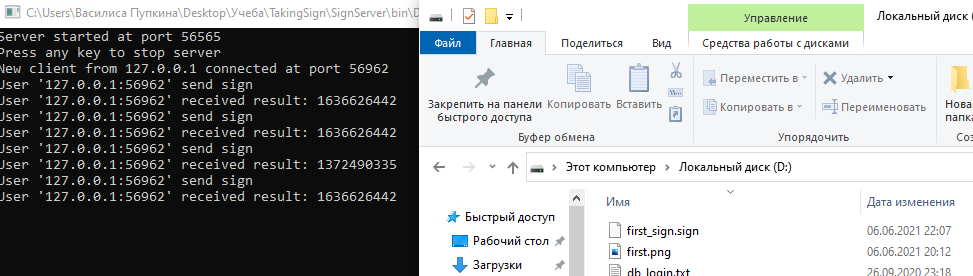 C:\Users\Василиса Пупкина\Desktop\Учеба\TakingSign\SignServer\bin\D
Server started at port 56565
Press any key to stop server
New client from 127.0.0.1 connected at port 56962
User '127.0.0.1:56962' send sign
User '127.0.0.1:56962' received result: 1636626442
User '127.0.0.1:56962' send sign
User '127.0.0.1:56962' received result: 1636626442
User '127.0.0.1:56962' send sign
User '127.0.0.1:56962' received result: 1372490335
User '127.0.0.1:56962' send sign
User '127.0.0.1:56962' received result: 1636626442
Управление
Локальный диск (
Файл Главная Поделиться Вид Средства работы с дисками
Закрепить на панели быстрого доступа
Копировать
Вставить
Переместить в
Копировать в
Удалить
Переименовать
Новая
папка
Буфер обмена
Упорядочить
Созд
Этот компьютер > Локальный диск (D:)
Быстрый доступ
Рабочий стол
Загрузки
Имя Дата изменения
first_sign.sign 06.06.2021 22:07
first.png 06.06.2021 20:12
db_login.txt 26.09.2020 23:18